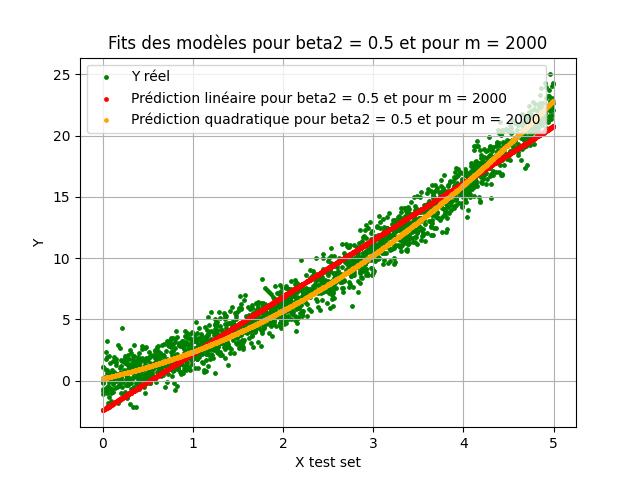 Fits des modèles pour beta2 = 0.5 et pour m = 2000
Y réel
Prédiction linéaire pour beta2 = 0.5 et pour m = 2000
Prédiction quadratique pour beta2 = 0.5 et pour m = 2000
25
20
15
10
5
0
Y
0 1 2 3 4 5
X test set